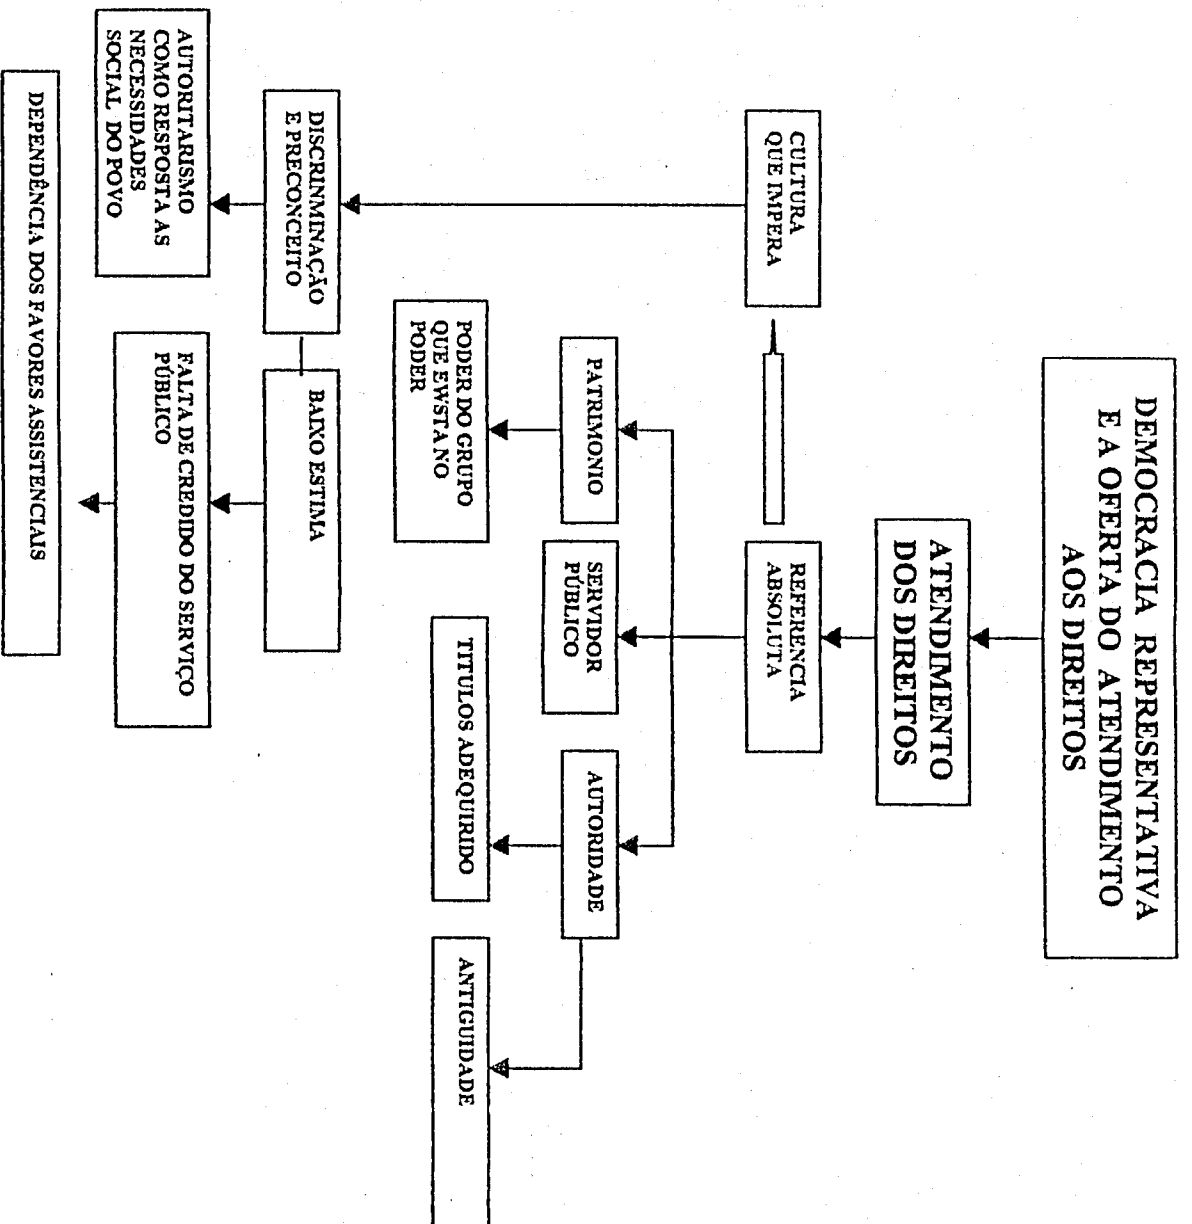 DEMOCRACIA REPRESENTATIVA
E A OFERTA DO ATENDIMENTO
AOS DIREITOS
ATENDIMENTO
DOS DIREITOS
CULTURA
QUE IMPERA
REFERENCIA
ABSOLUTA
PATRIMONIO
SERVIDOR
PÚBLICO
AUTORIDADE
PODER DO GRUPO
QUE EWSTA NO
PODER
TITULOS ADEQUIRIDO
ANTIGUIDADE
DISCRINMINAÇÃO
E PRECONCEITO
BAIXO ESTIMA
AUTORITARISMO
COMO RESPOSTA AS
NECESSIDADES
SOCIAL DO POVO
FALTA DE CREDIDO DO SERVIÇO
PÚBLICO
DEPENDÊNCIA DOS FAVORES ASSISTENCIAIS